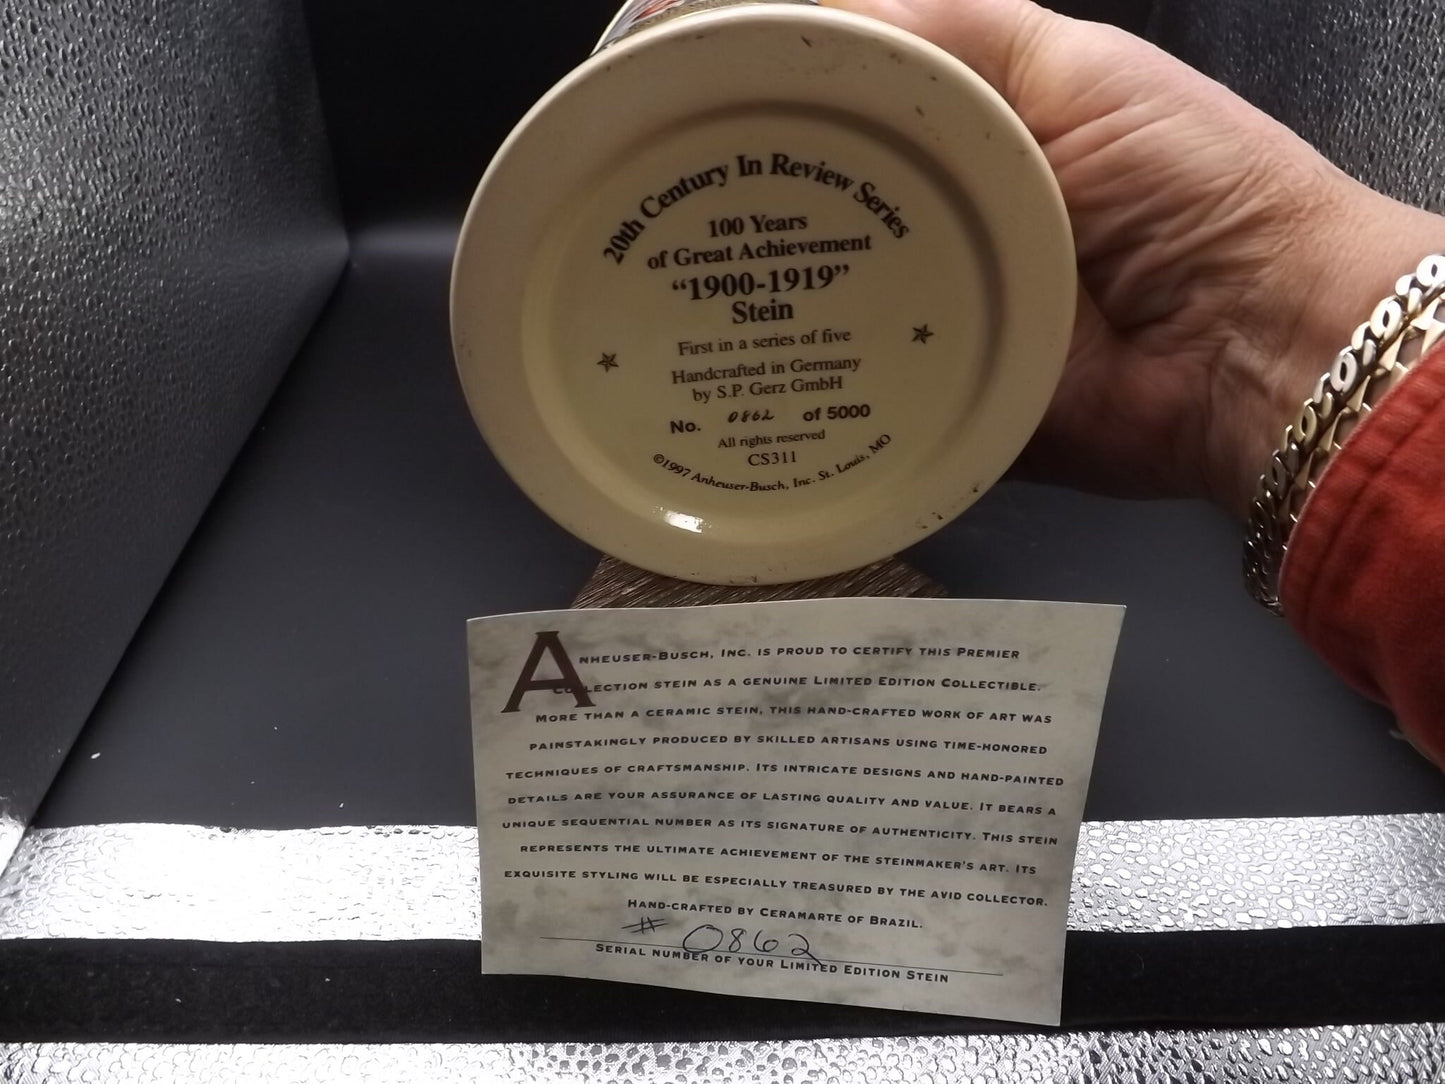 20th Century In Review Series
100 Years
of Great Achievement
“1900-1919”
Stein
First in a series of five
Handcrafted in Germany
by S.P. Gerz GmbH
No. 0862 of 5000
All rights reserved
CS311
©1997 Anheuser-Busch, Inc. St. Louis, MO
ANHEUSER-BUSCH, INC. IS PROUD TO CERTIFY THIS PREMIER
COLLECTION STEIN AS A GENUINE LIMITED EDITION COLLECTIBLE.
MORE THAN A CERAMIC STEIN, THIS HAND-CRAFTED WORK OF ART WAS
PAINSTAKINGLY PRODUCED BY SKILLED ARTISANS USING TIME-HONORED
TECHNIQUES OF CRAFTSMANSHIP. ITS INTRICATE DESIGNS AND HAND-PAINTED
DETAILS ARE YOUR ASSURANCE OF LASTING QUALITY AND VALUE. IT BEARS A
UNIQUE SEQUENTIAL NUMBER AS ITS SIGNATURE OF AUTHENTICITY. THIS STEIN
REPRESENTS THE ULTIMATE ACHIEVEMENT OF THE STEINMAKER'S ART. ITS
EXQUISITE STYLING WILL BE ESPECIALLY TREASURED BY THE AVID COLLECTOR.
HAND-CRAFTED BY CERAMARTE OF BRAZIL.
# 0862
SERIAL NUMBER OF YOUR LIMITED EDITION STEIN